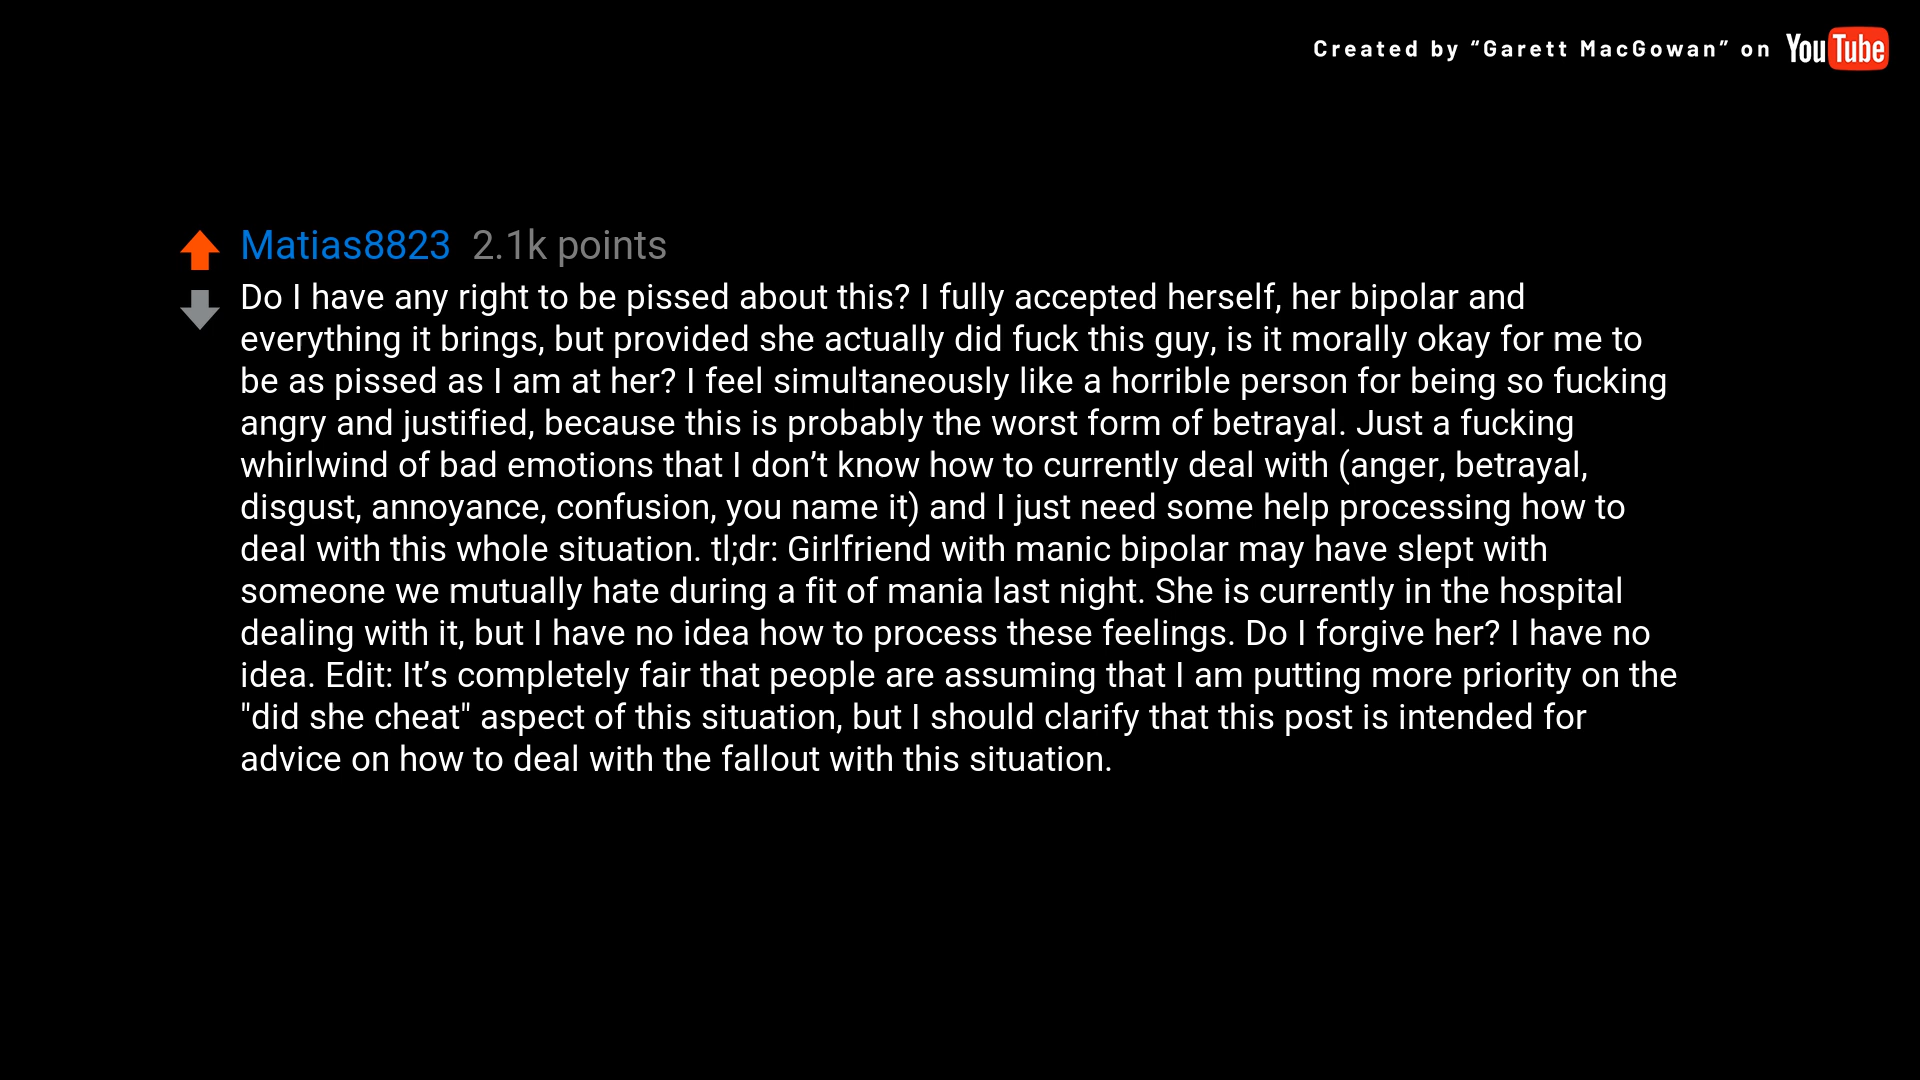 Created by “Garett MacGowan” on YouTube
Matias8823 2.1k points
Do I have any right to be pissed about this? I fully accepted herself, her bipolar and
everything it brings, but provided she actually did fuck this guy, is it morally okay for me to
be as pissed as I am at her? I feel simultaneously like a horrible person for being so fucking
angry and justified, because this is probably the worst form of betrayal. Just a fucking
whirlwind of bad emotions that I don’t know how to currently deal with (anger, betrayal,
disgust, annoyance, confusion, you name it) and I just need some help processing how to
deal with this whole situation. tl;dr: Girlfriend with manic bipolar may have slept with
someone we mutually hate during a fit of mania last night. She is currently in the hospital
dealing with it, but I have no idea how to process these feelings. Do I forgive her? I have no
idea. Edit: It’s completely fair that people are assuming that I am putting more priority on the
"did she cheat" aspect of this situation, but I should clarify that this post is intended for
advice on how to deal with the fallout with this situation.